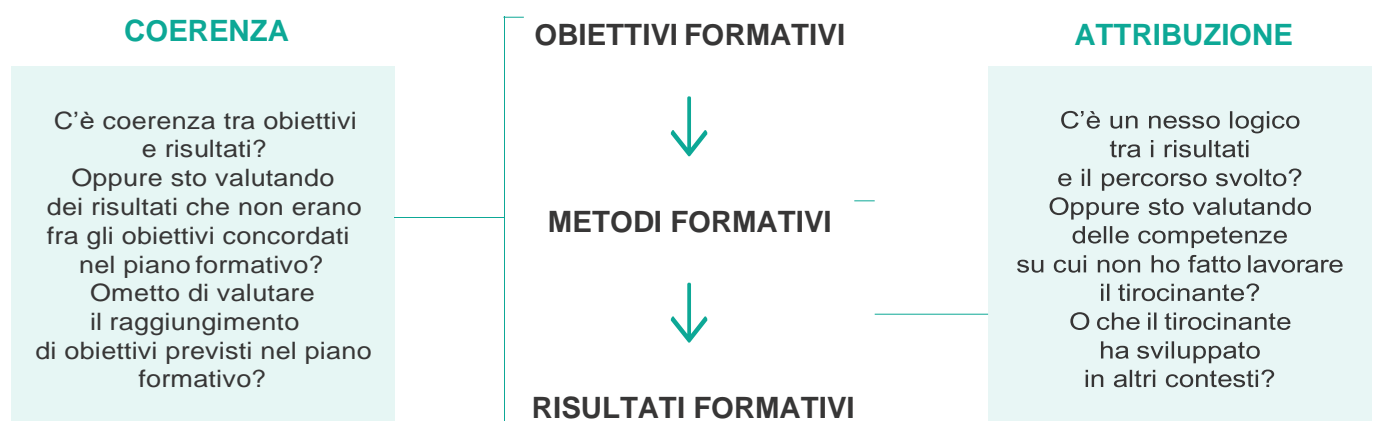 COERENZA
C'è coerenza tra obiettivi
e risultati?
Oppure sto valutando
dei risultati che non erano
fra gli obiettivi concordati
nel piano formativo?
Ometto di valutare
il raggiungimento
di obiettivi previsti nel piano
formativo?
OBIETTIVI FORMATIVI
METODI FORMATIVI
RISULTATI FORMATIVI
ATTRIBUZIONE
C'è un nesso logico
tra i risultati
e il percorso svolto?
Oppure sto valutando
delle competenze
su cui non ho fatto lavorare
il tirocinante?
O che il tirocinante
ha sviluppato
in altri contesti?